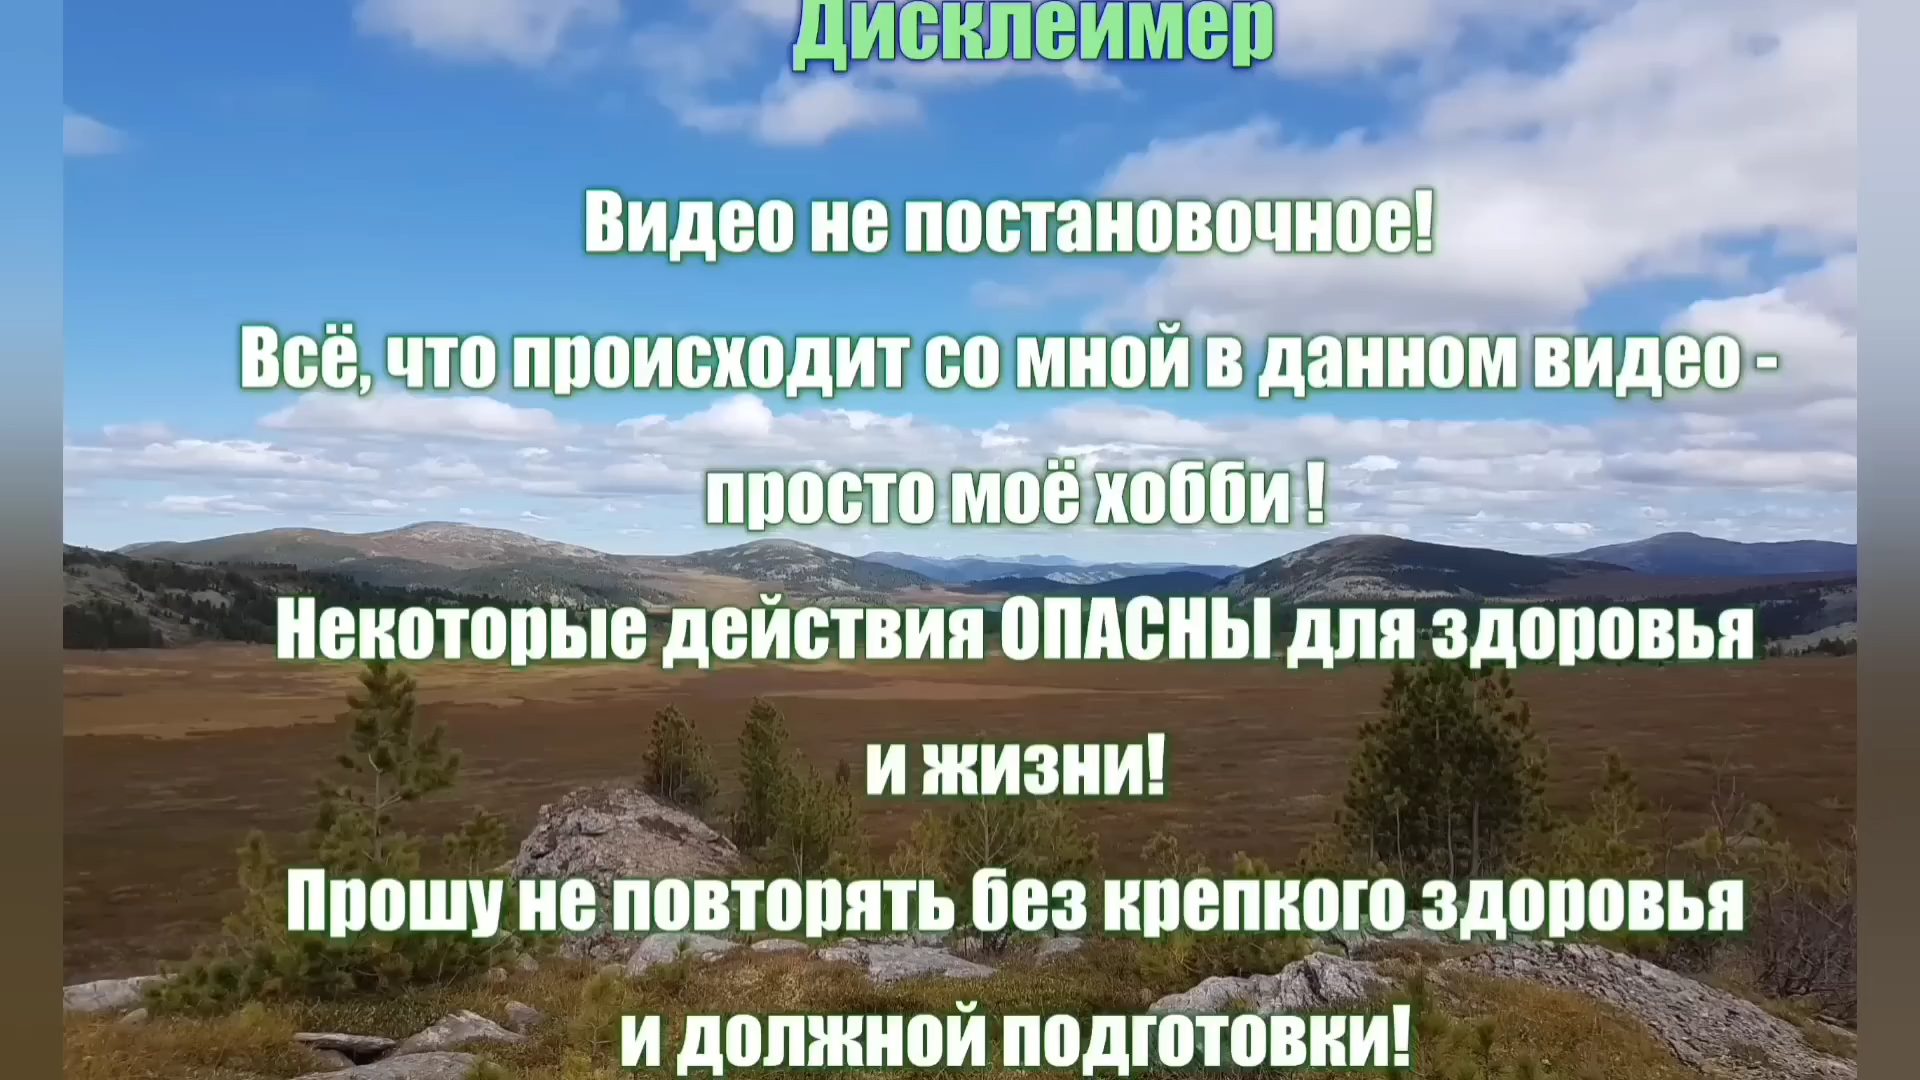 Дисклеймер
Видео не постановочное!
Всё, что происходит со мной в данном видео -
просто моё хобби !
Некоторые действия ОПАСНЫ для здоровья
и жизни!
Прошу не повторять без крепкого здоровья
и должной подготовки!